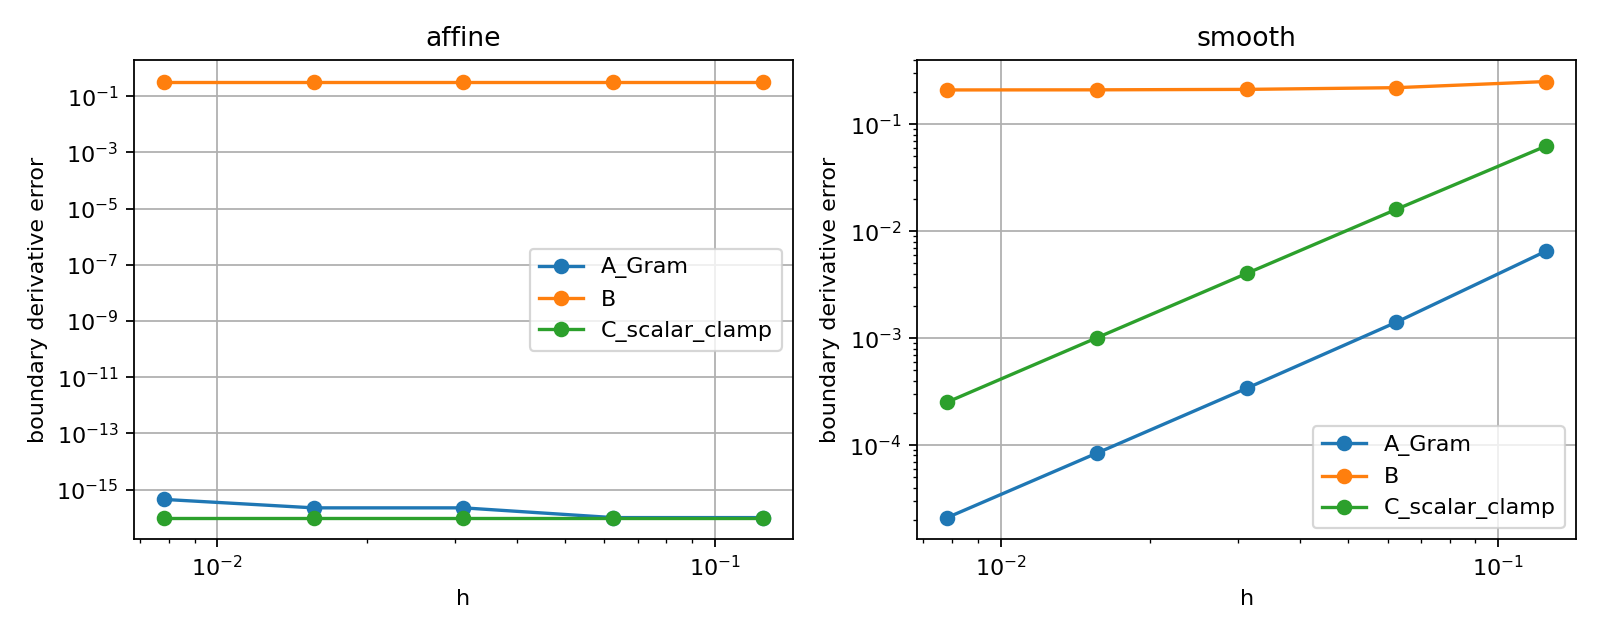 affine
boundary derivative error
10⁻¹
10⁻³
10⁻⁵
10⁻⁷
10⁻⁹
10⁻¹¹
10⁻¹³
10⁻¹⁵
A_Gram
B
C_scalar_clamp
10⁻² 10⁻¹
h
smooth
boundary derivative error
10⁻¹
10⁻²
10⁻³
10⁻⁴
A_Gram
B
C_scalar_clamp
10⁻² 10⁻¹
h